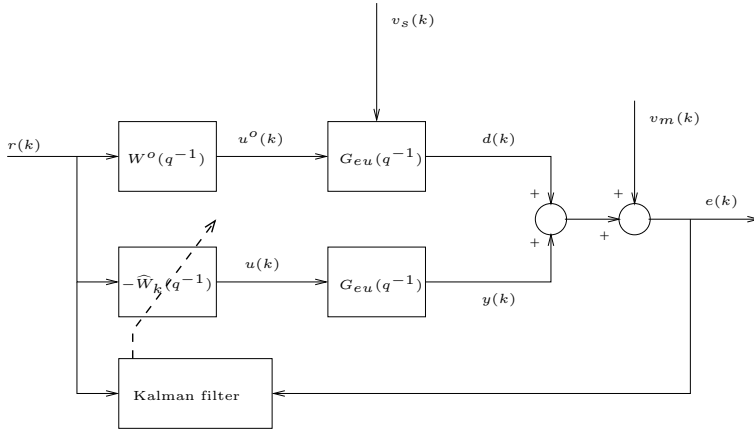 v_s(k)
r(k)
W^o(q^{-1})
u^o(k)
G_{eu}(q^{-1})
d(k)
v_m(k)
+
+
+
+
e(k)
-\widehat{W}_k(q^{-1})
u(k)
G_{eu}(q^{-1})
y(k)
Kalman filter